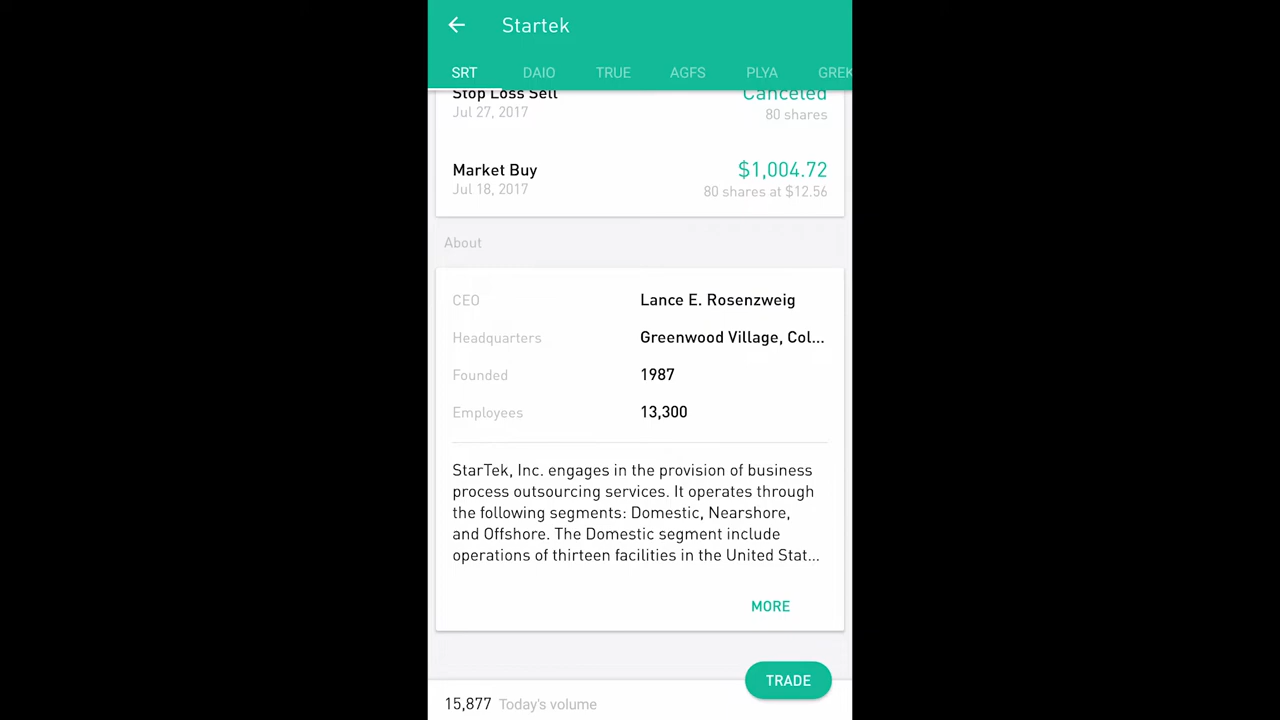 Startek
SRT DAIO TRUE AGFS PLYA GREK
Stop Loss Sell Canceled
Jul 27, 2017 80 shares
Market Buy $1,004.72
Jul 18, 2017 80 shares at $12.56
About
CEO Lance E. Rosenzweig
Headquarters Greenwood Village, Col...
Founded 1987
Employees 13,300
StarTek, Inc. engages in the provision of business
process outsourcing services. It operates through
the following segments: Domestic, Nearshore,
and Offshore. The Domestic segment include
operations of thirteen facilities in the United Stat...
MORE
TRADE
15,877 Today's volume